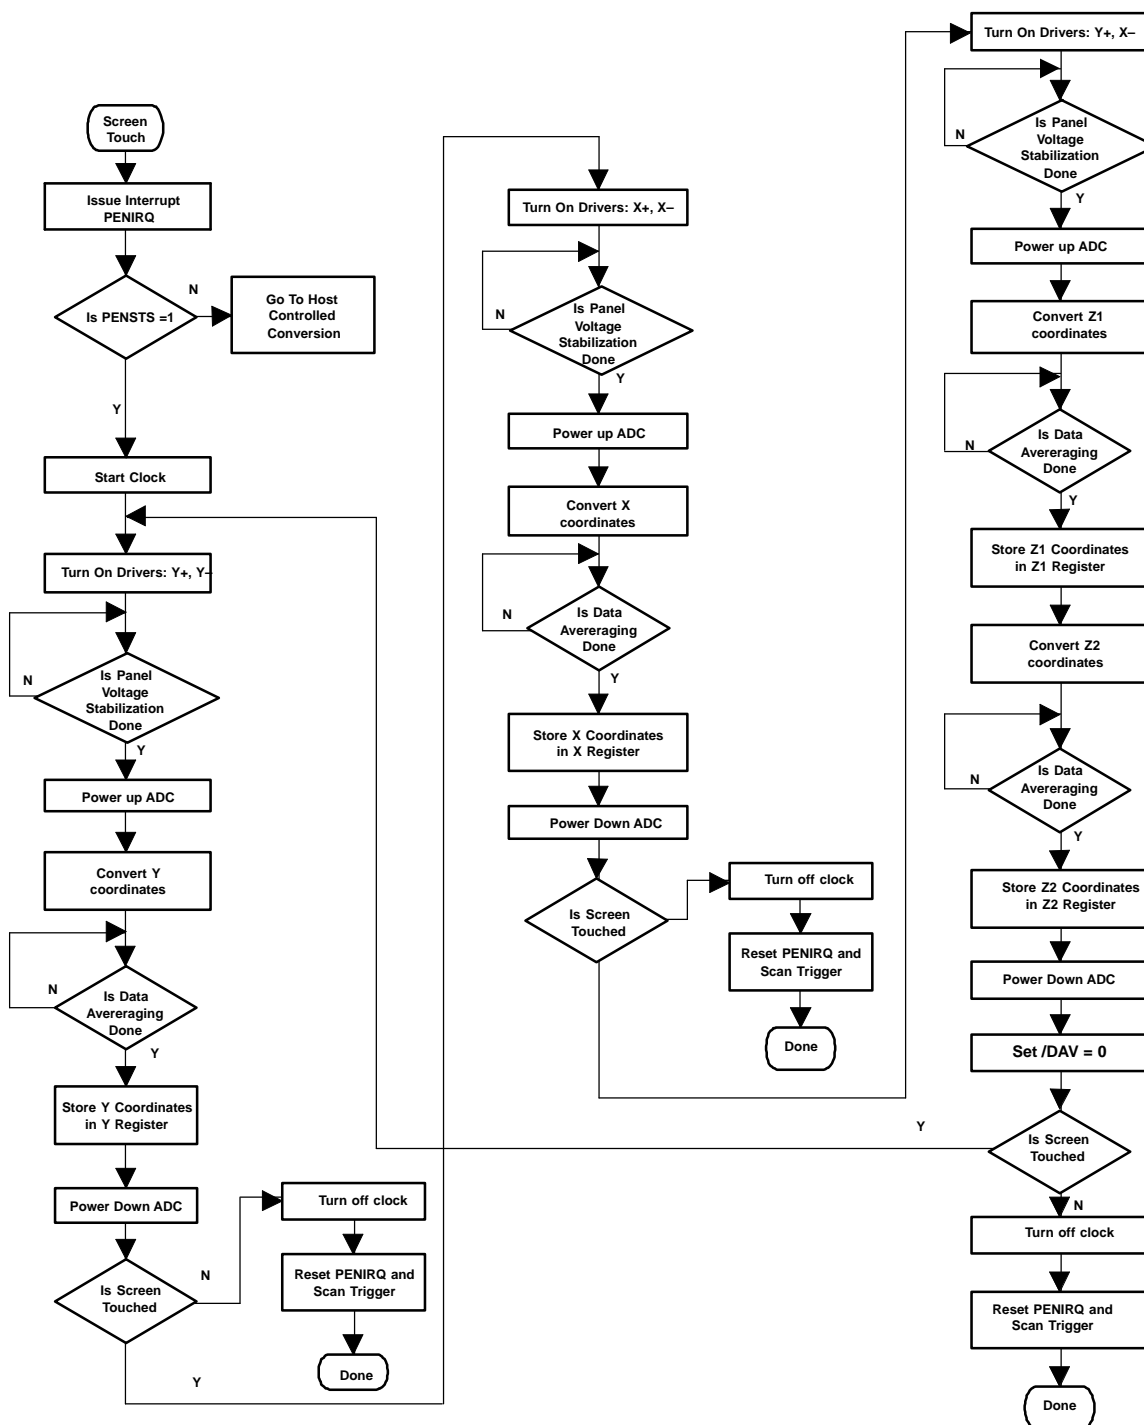 Screen
Touch
Issue Interrupt
PENIRQ
Is PENSTS =1
N
Go To Host
Controlled
Conversion
Y
Start Clock
Turn On Drivers: Y+, Y–
N
Is Panel
Voltage
Stabilization
Done
Y
Power up ADC
Convert Y
coordinates
N
Is Data
Avereraging
Done
Y
Store Y Coordinates
in Y Register
Power Down ADC
Is Screen
Touched
N
Turn off clock
Reset PENIRQ and
Scan Trigger
Done
Y
Turn On Drivers: X+, X–
N
Is Panel
Voltage
Stabilization
Done
Y
Power up ADC
Convert X
coordinates
N
Is Data
Avereraging
Done
Y
Store X Coordinates
in X Register
Power Down ADC
Is Screen
Touched
Turn off clock
Reset PENIRQ and
Scan Trigger
Done
Turn On Drivers: Y+, X–
N
Is Panel
Voltage
Stabilization
Done
Y
Power up ADC
Convert Z1
coordinates
N
Is Data
Avereraging
Done
Y
Store Z1 Coordinates
in Z1 Register
Convert Z2
coordinates
N
Is Data
Avereraging
Done
Y
Store Z2 Coordinates
in Z2 Register
Power Down ADC
Set /DAV = 0
Y
Is Screen
Touched
N
Turn off clock
Reset PENIRQ and
Scan Trigger
Done